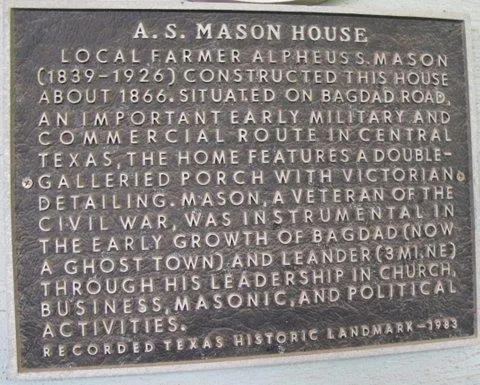 A. S. MASON HOUSE
LOCAL FARMER ALPHEUS S. MASON
(1839–1926) CONSTRUCTED THIS HOUSE
ABOUT 1866. SITUATED ON BAGDAD ROAD,
AN IMPORTANT EARLY MILITARY AND
COMMERCIAL ROUTE IN CENTRAL
TEXAS, THE HOME FEATURES A DOUBLE-
GALLERIED PORCH WITH VICTORIAN
DETAILING. MASON, A VETERAN OF THE
CIVIL WAR, WAS INSTRUMENTAL IN
THE EARLY GROWTH OF BAGDAD (NOW
A GHOST TOWN) AND LEANDER (3 MI. NE)
THROUGH HIS LEADERSHIP IN CHURCH,
BUSINESS, MASONIC, AND POLITICAL
ACTIVITIES.
RECORDED TEXAS HISTORIC LANDMARK–1983